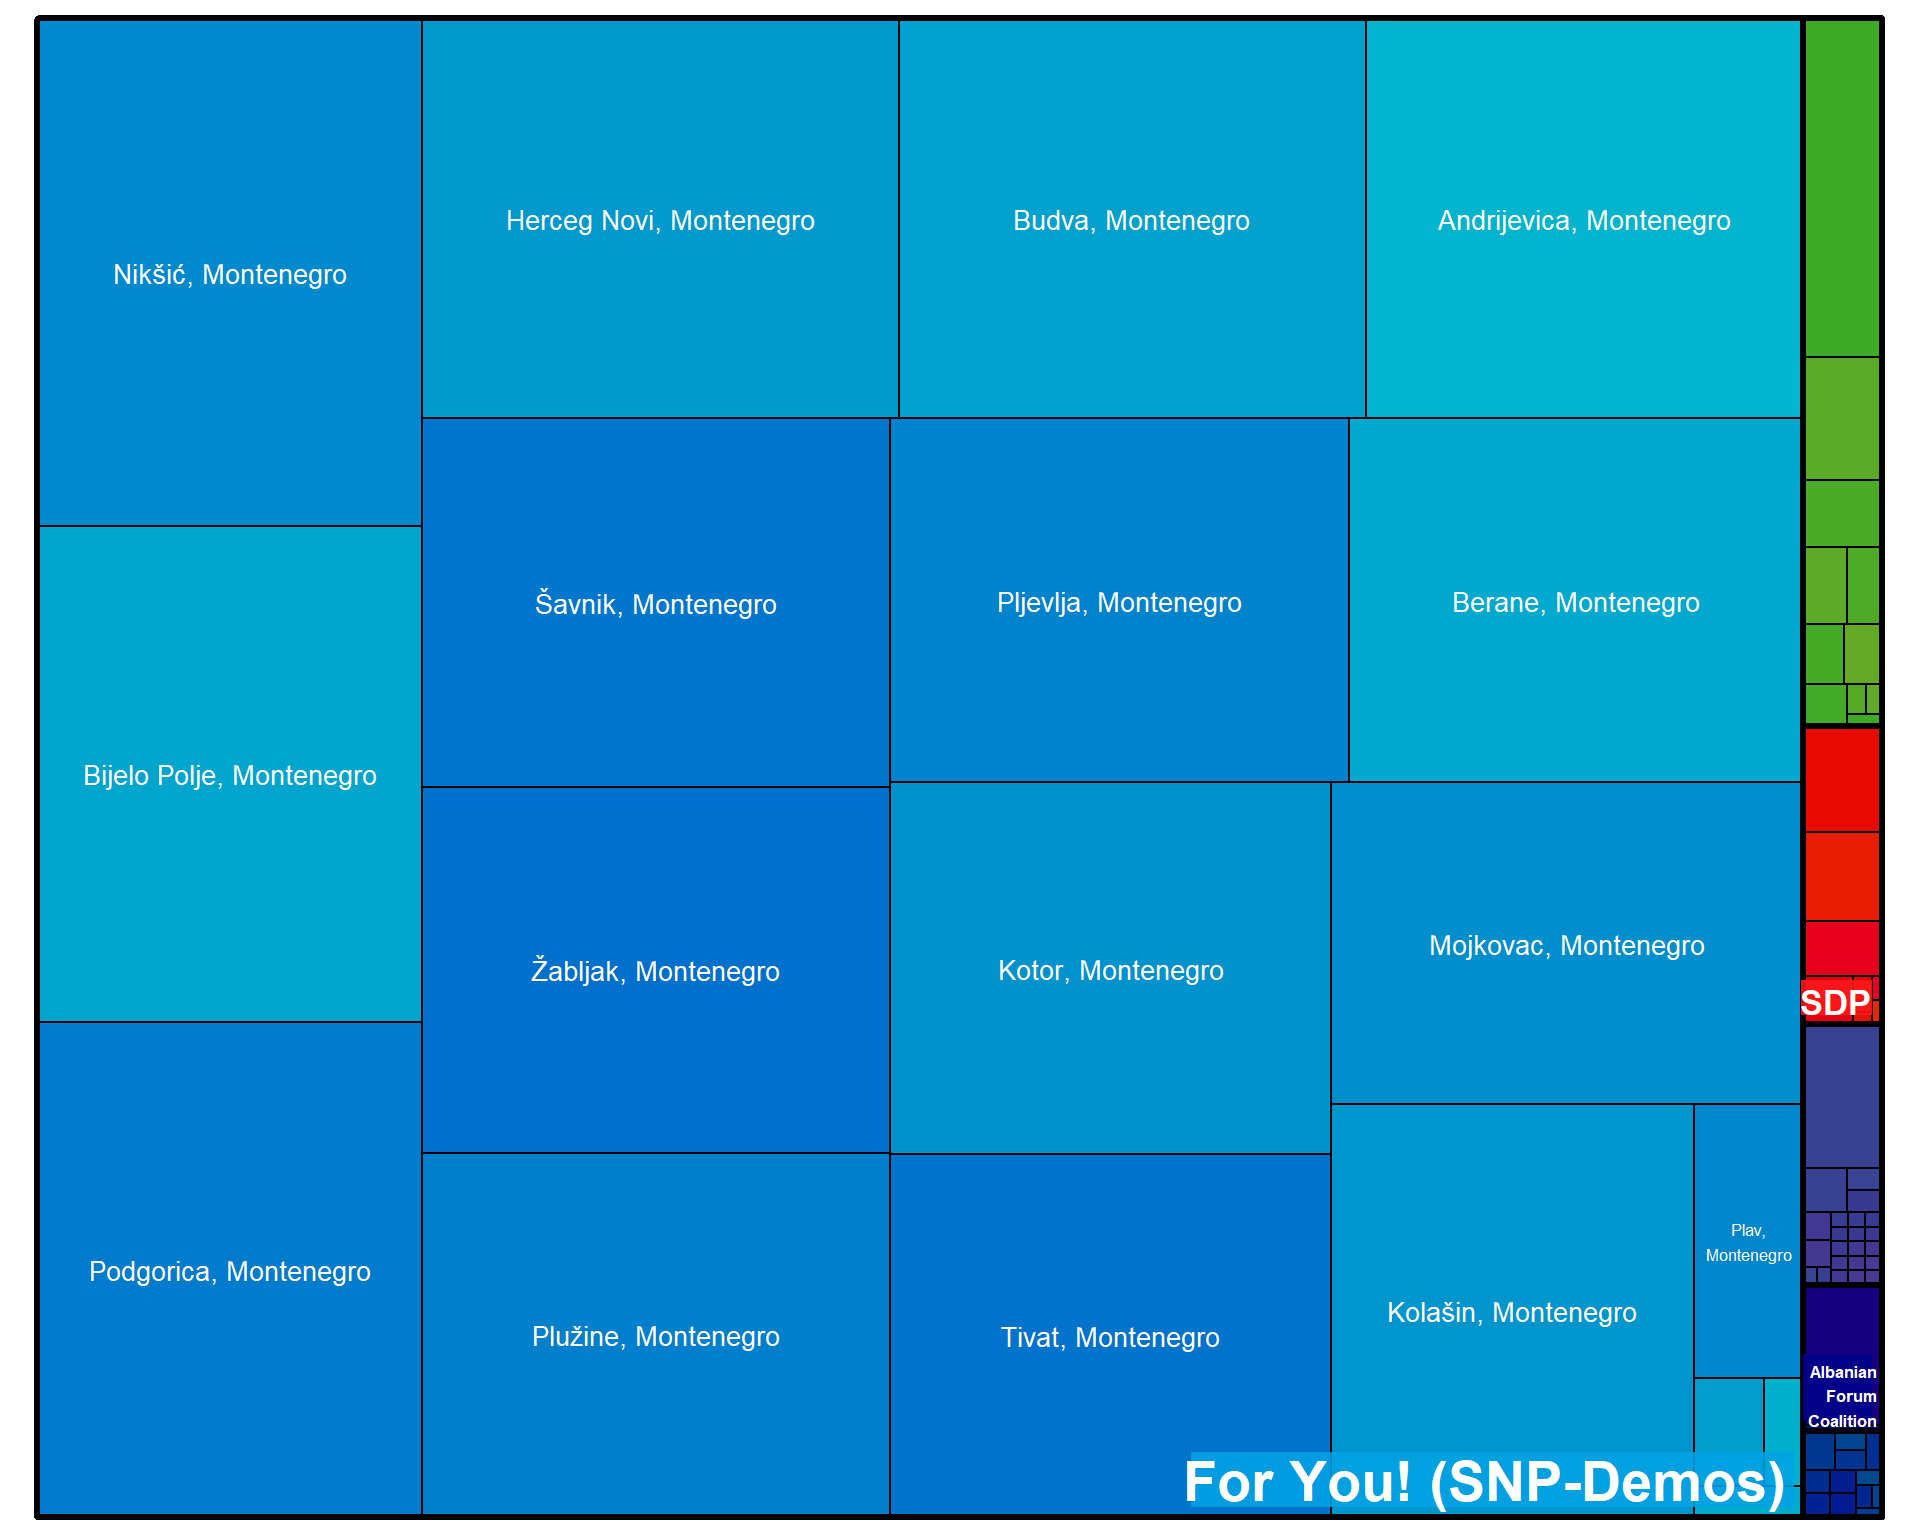 Nikšić, Montenegro
Herceg Novi, Montenegro
Budva, Montenegro
Andrijevica, Montenegro
Bijelo Polje, Montenegro
Šavnik, Montenegro
Pljevlja, Montenegro
Berane, Montenegro
Žabljak, Montenegro
Kotor, Montenegro
Mojkovac, Montenegro
SDP
Podgorica, Montenegro
Plužine, Montenegro
Tivat, Montenegro
Kolašin, Montenegro
Plav,
Montenegro
Albanian
Forum
Coalition
For You! (SNP-Demos)